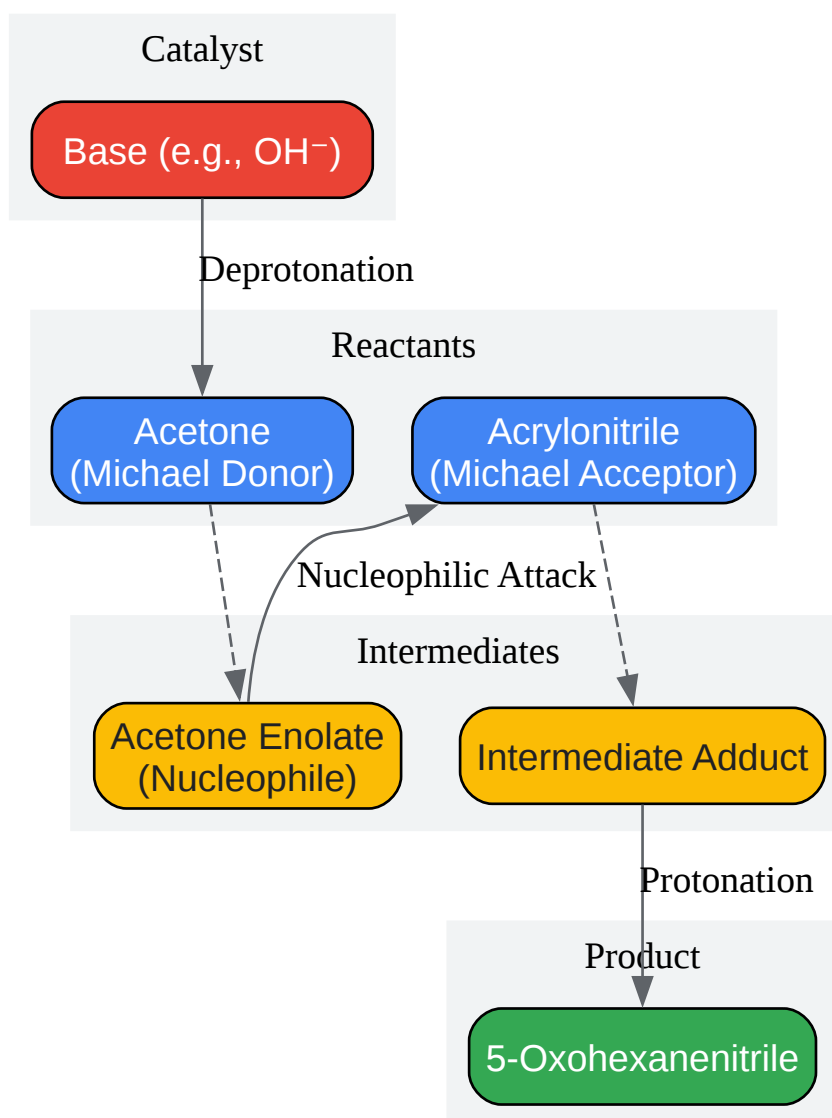 Catalyst
Base (e.g., OH⁻)
Deprotonation
Reactants
Acetone
(Michael Donor)
Acrylonitrile
(Michael Acceptor)
Nucleophilic Attack
Intermediates
Acetone Enolate
(Nucleophile)
Intermediate Adduct
Protonation
Product
5-Oxohexanenitrile